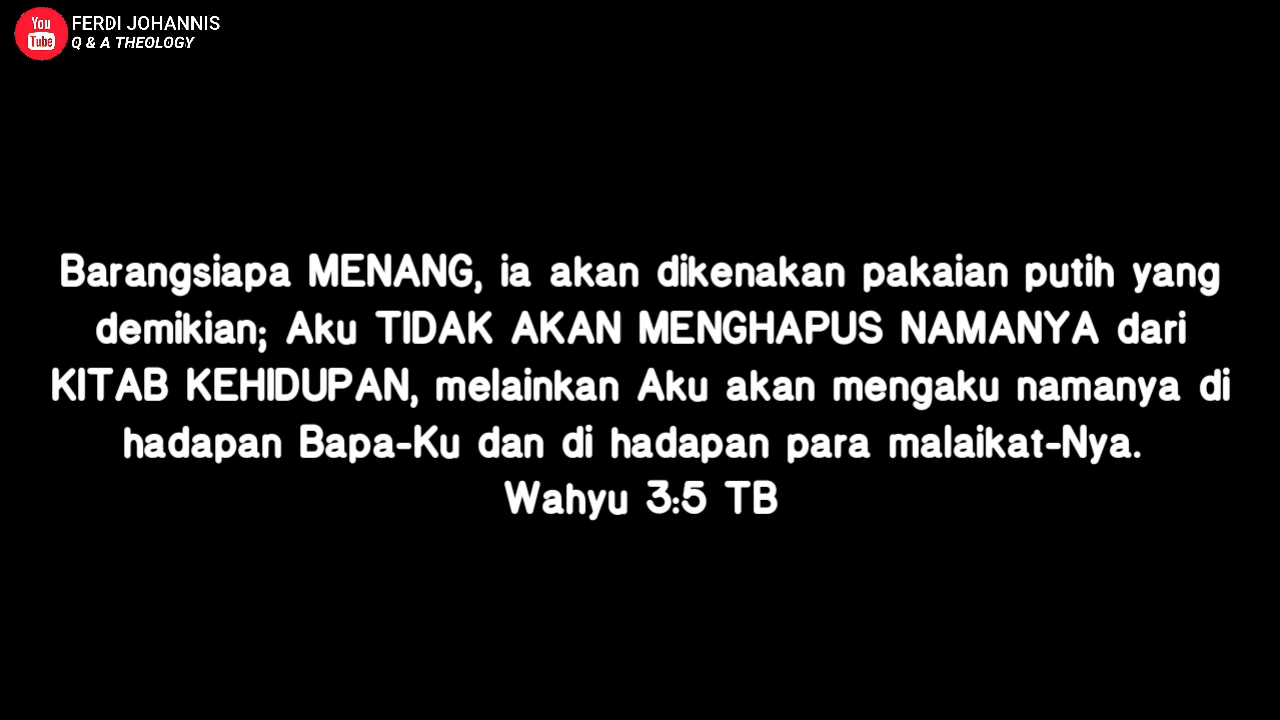 You
Tube
FERDI JOHANNIS
Q & A THEOLOGY
Barangsiapa MENANG, ia akan dikenakan pakaian putih yang
demikian; Aku TIDAK AKAN MENGHAPUS NAMANYA dari
KITAB KEHIDUPAN, melainkan Aku akan mengaku namanya di
hadapan Bapa-Ku dan di hadapan para malaikat-Nya.
Wahyu 3:5 TB